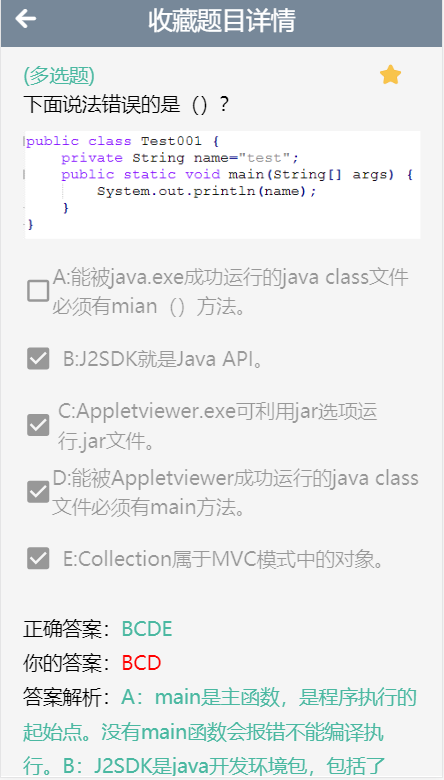 收藏题目详情
(多选题)
下面说法错误的是（）？
public class Test001 {
private String name="test";
public static void main(String[] args) {
System.out.println(name);
}
}
A:能被java.exe成功运行的java class文件
必须有mian（）方法。
B:J2SDK就是Java API。
C:Appletviewer.exe可利用jar选项运
行.jar文件。
D:能被Appletviewer成功运行的java class
文件必须有main方法。
E:Collection属于MVC模式中的对象。
正确答案：BCDE
你的答案：BCD
答案解析：A：main是主函数，是程序执行的
起始点。没有main函数会报错不能编译执
行。B：J2SDK是java开发环境包，包括了